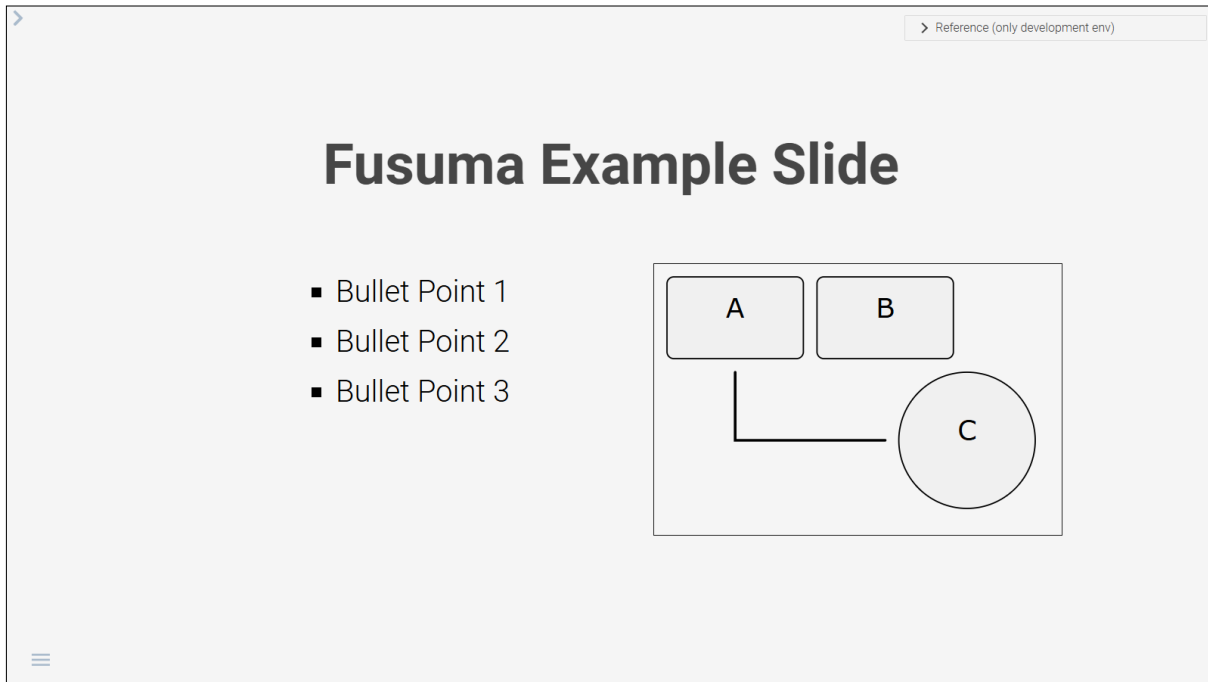 Reference (only development env)
Fusuma Example Slide
Bullet Point 1
Bullet Point 2
Bullet Point 3
A
B
C